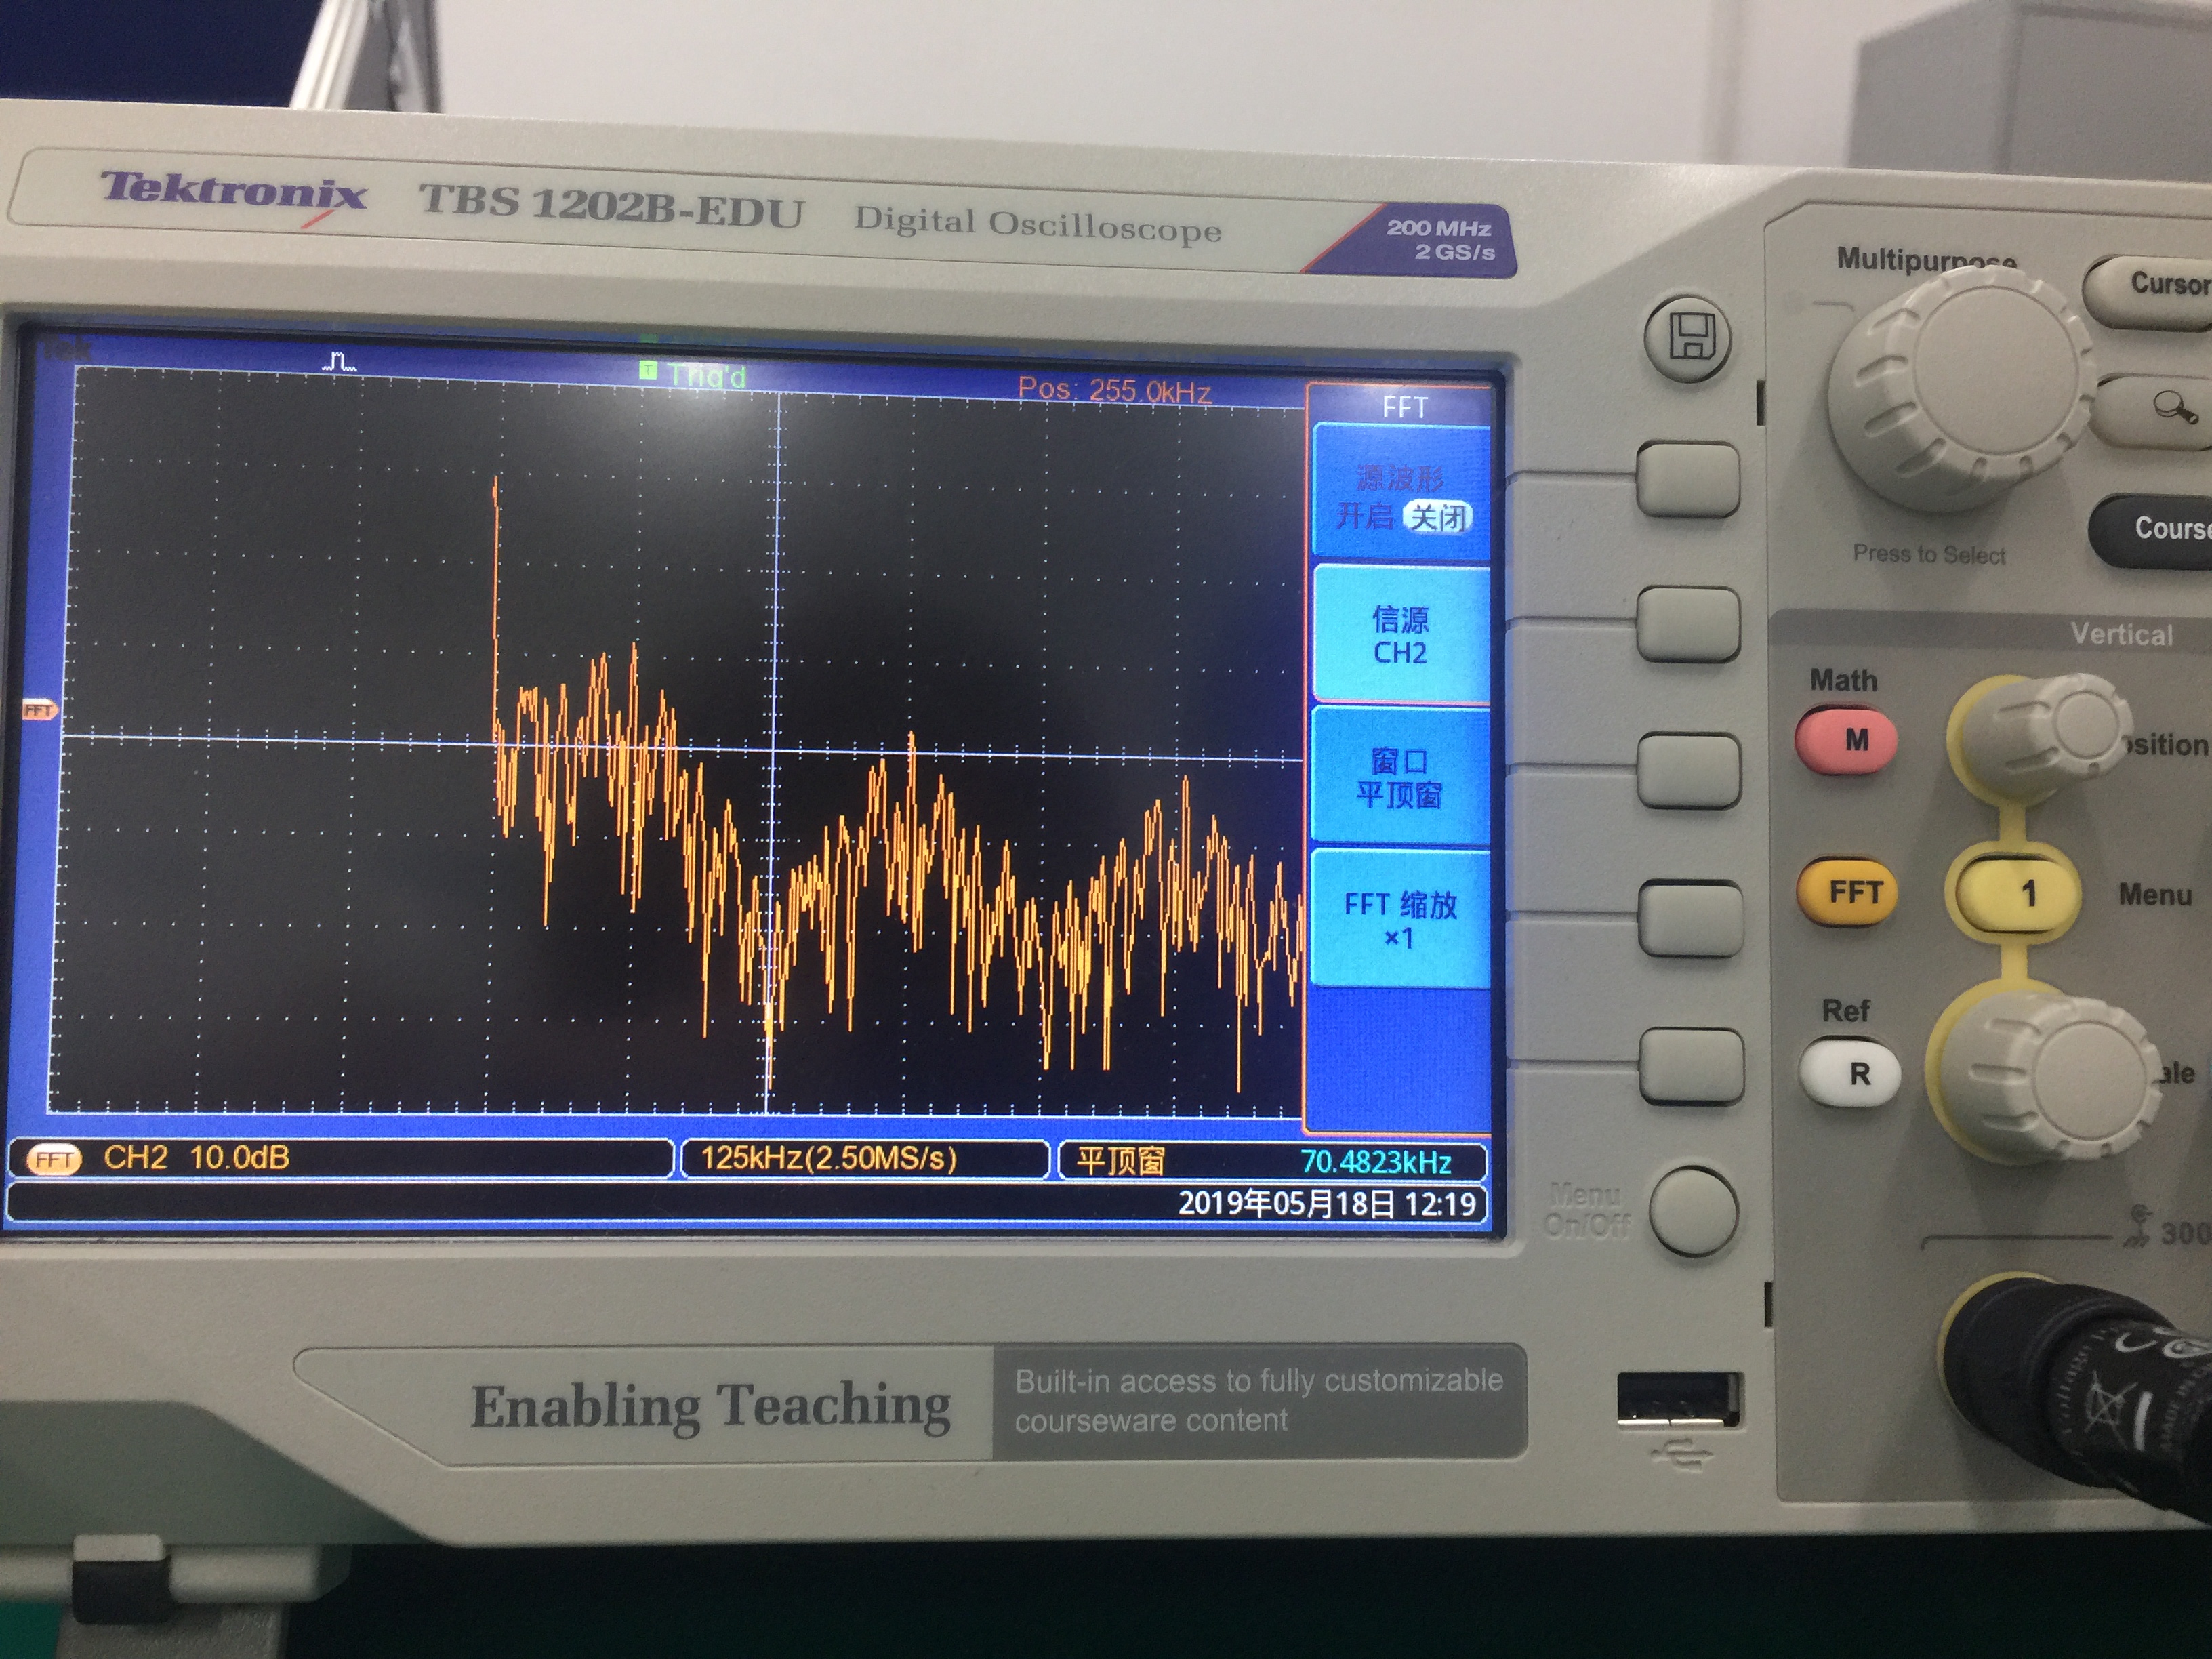 Tektronix TBS 1202B-EDU Digital Oscilloscope
200 MHz
2 GS/s
Multipurpose
Cursor
Tek
T Trig'd
Pos: 255.0kHz
FFT
源波形
开启 关闭
信源
CH2
窗口
平顶窗
FFT 缩放
×1
Press to Select
Course
Vertical
Math
M
FFT
FFT
1
Menu
Ref
R
FFT CH2 10.0dB
125kHz(2.50MS/s)
平顶窗 70.4823kHz
2019年05月18日 12:19
Menu
On/Off
300
Enabling Teaching
Built-in access to fully customizable
courseware content